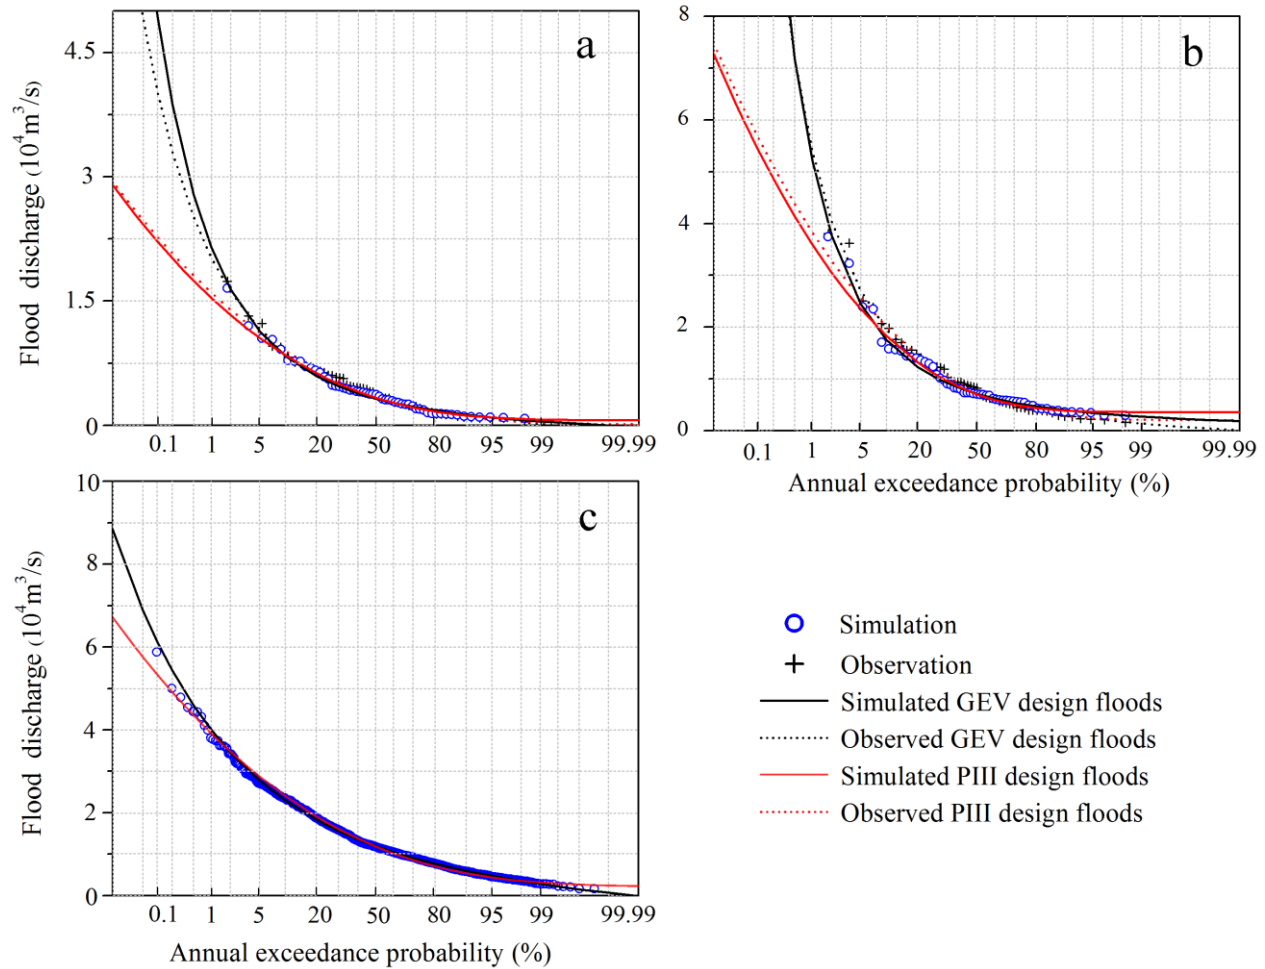 a
4.5
3
1.5
0
Flood discharge (10⁴m³/s)
0.1 1 5 20 50 80 95 99 99.99
b
8
6
4
2
0
0.1 1 5 20 50 80 95 99 99.99
Annual exceedance probability (%)
c
10
8
6
4
2
0
Flood discharge (10⁴m³/s)
0.1 1 5 20 50 80 95 99 99.99
Annual exceedance probability (%)
Simulation
Observation
Simulated GEV design floods
Observed GEV design floods
Simulated PIII design floods
Observed PIII design floods